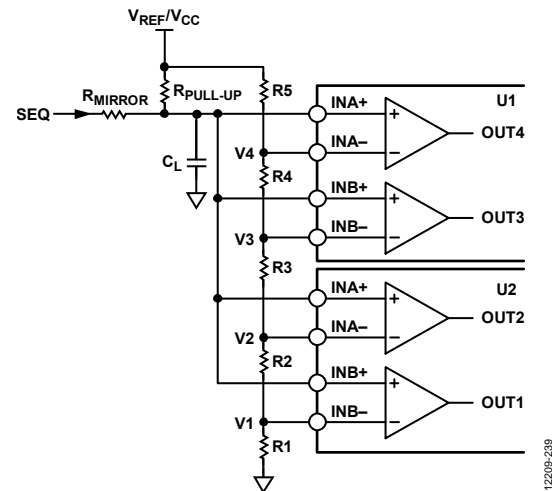 VREF/VCC
RPULL-UP
R5
U1
RMIRROR
SEQ
INA+
+
OUT4
V4
INA–
–
CL
R4
INB+
+
OUT3
V3
INB–
–
R3
U2
INA+
+
OUT2
V2
INA–
–
R2
INB+
+
OUT1
V1
INB–
–
R1
12209-239